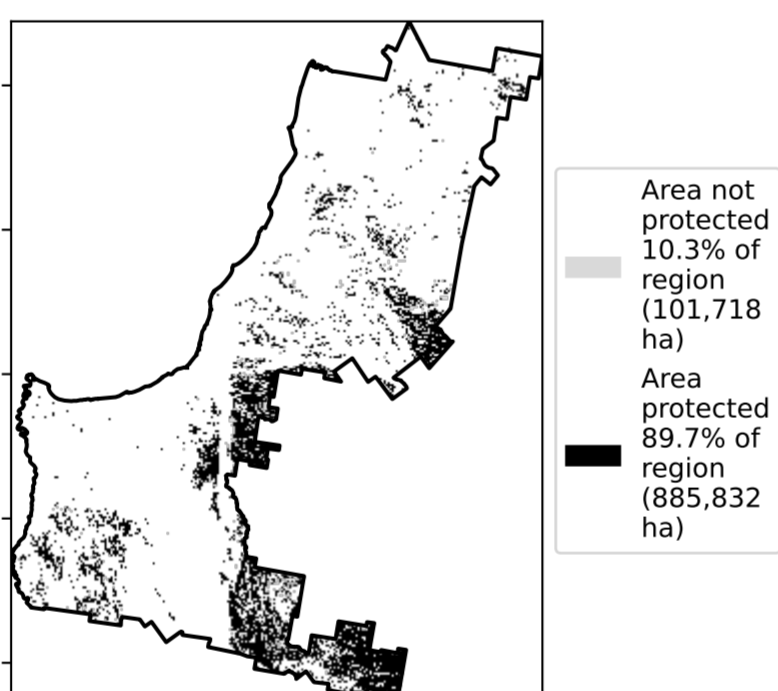 Area not
protected
10.3% of
region
(101,718
ha)
Area
protected
89.7% of
region
(885,832
ha)